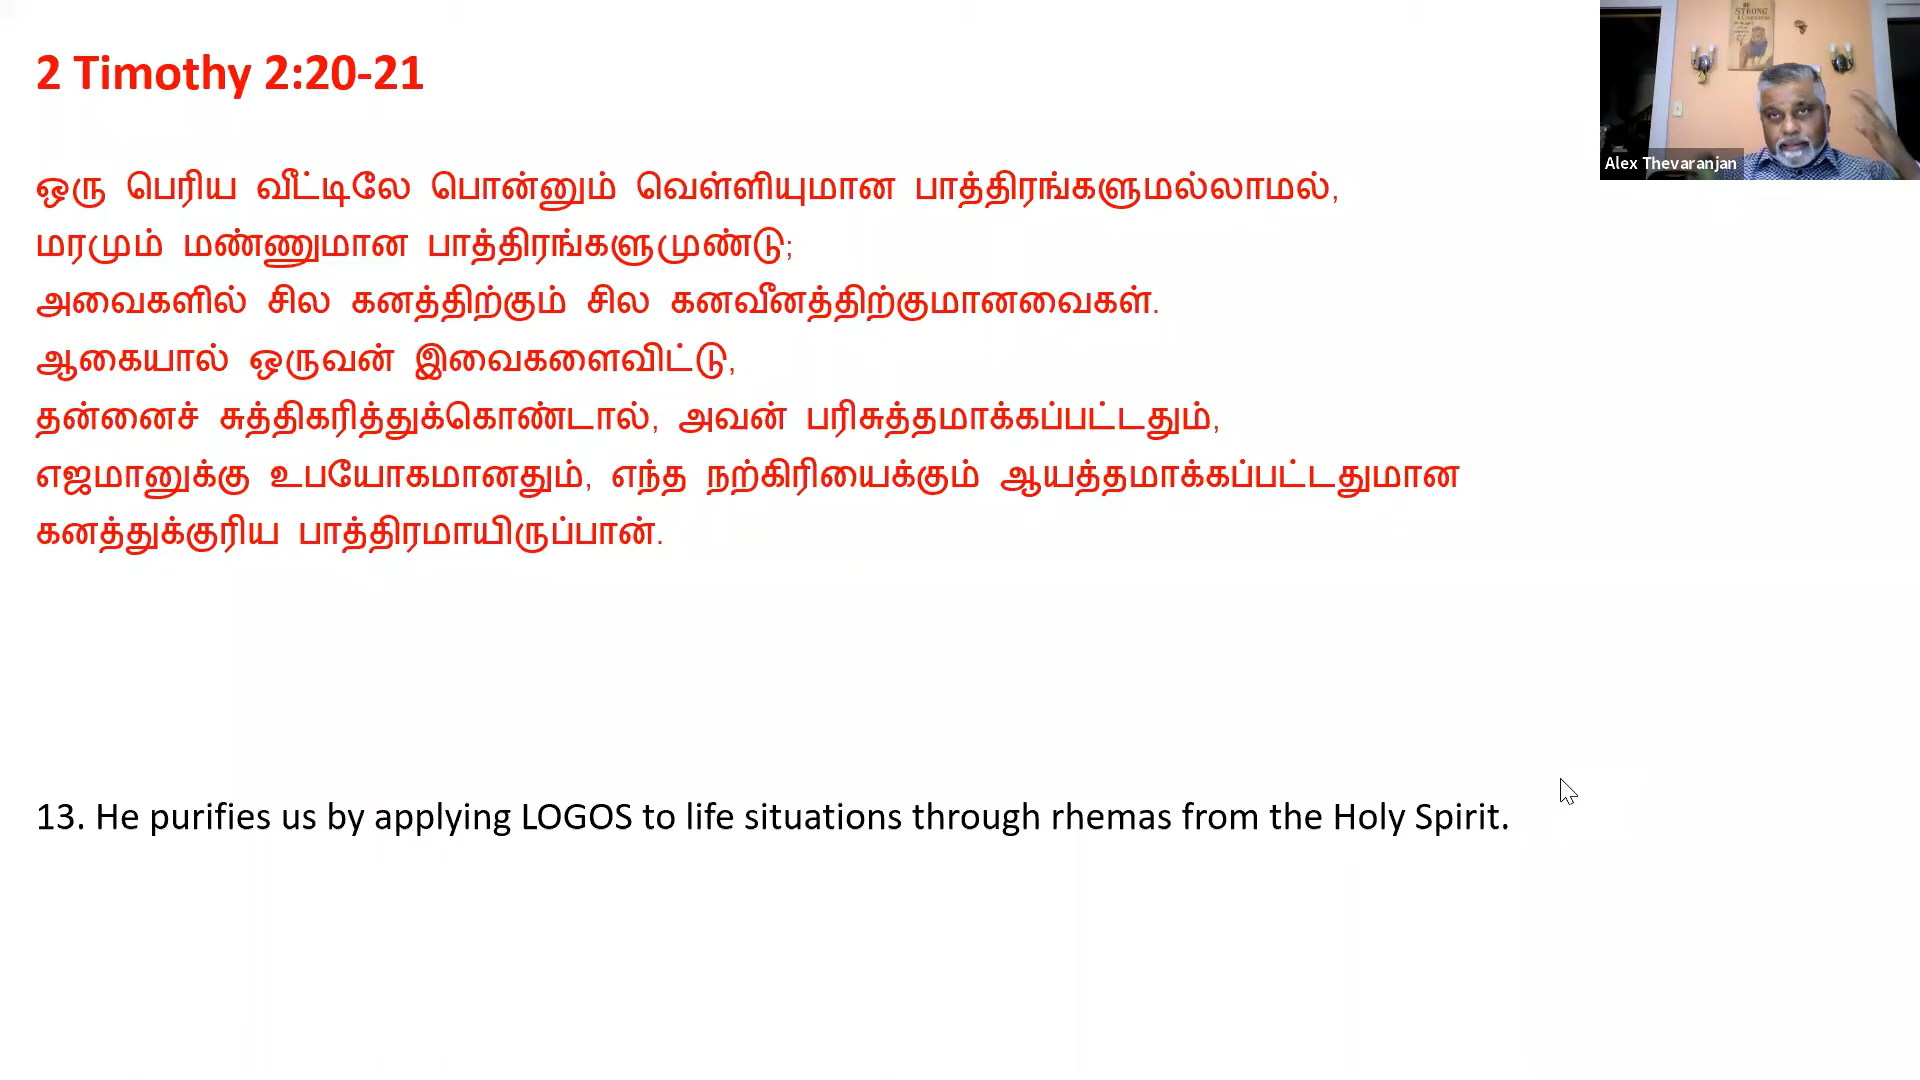 2 Timothy 2:20-21
ஒரு பெரிய வீட்டிலே பொன்னும் வெள்ளியுமான பாத்திரங்களுமல்லாமல்,
மரமும் மண்ணுமான பாத்திரங்களுமுண்டு;
அவைகளில் சில கனத்திற்கும் சில கனவீனத்திற்குமானவைகள்.
ஆகையால் ஒருவன் இவைகளைவிட்டு,
தன்னைச் சுத்திகரித்துக்கொண்டால், அவன் பரிசுத்தமாக்கப்பட்டதும்,
எஜமானுக்கு உபயோகமானதும், எந்த நற்கிரியைக்கும் ஆயத்தமாக்கப்பட்டதுமான
கனத்துக்குரிய பாத்திரமாயிருப்பான்.
13. He purifies us by applying LOGOS to life situations through rhemas from the Holy Spirit.
STRONG
Alex Thevaranjan